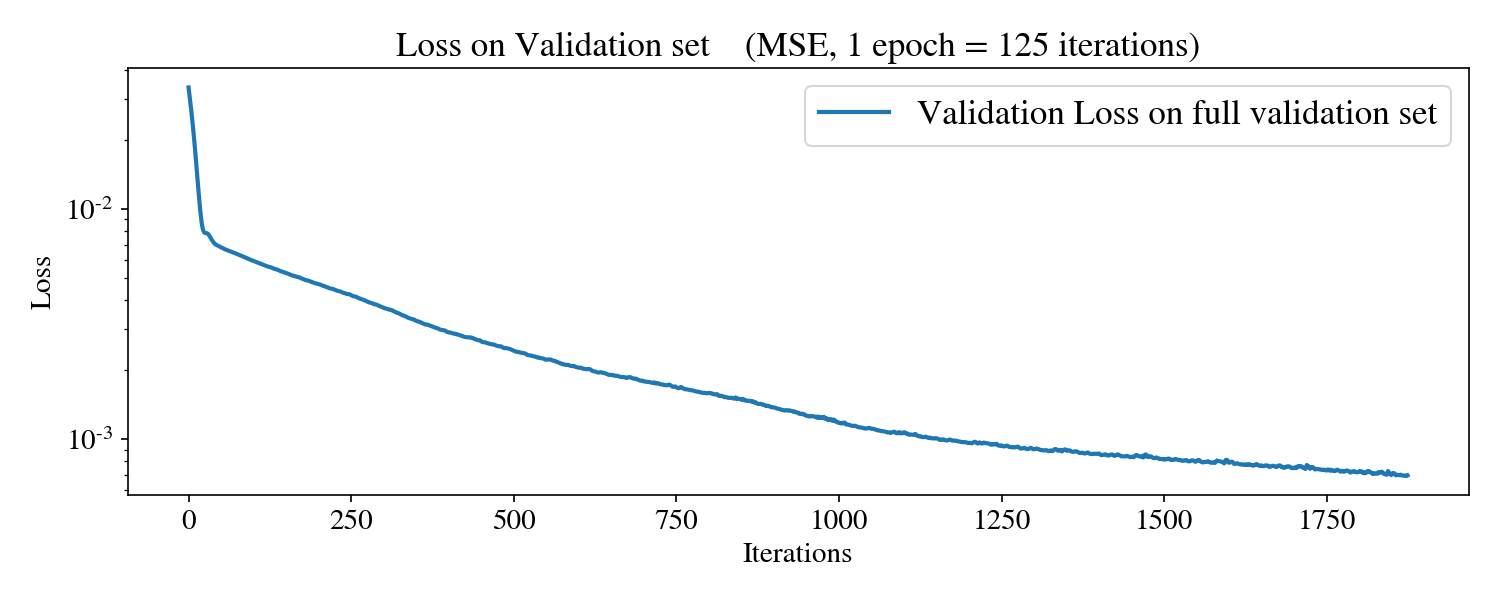 Loss on Validation set (MSE, 1 epoch = 125 iterations)
Validation Loss on full validation set
10⁻²
10⁻³
Loss
0 250 500 750 1000 1250 1500 1750
Iterations